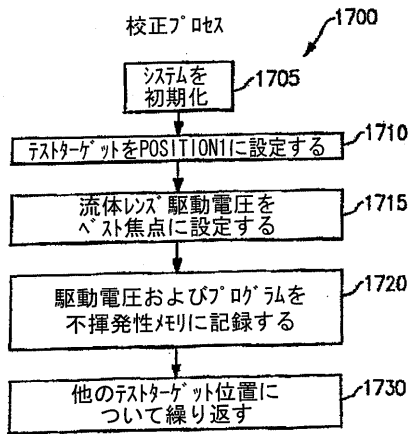 校正ﾌﾟﾛｾｽ
1700
ｼｽﾃﾑを
初期化
1705
ﾃｽﾄﾀｰｹﾞｯﾄをPOSITION1に設定する
1710
流体ﾚﾝｽﾞ駆動電圧を
ﾍﾞｽﾄ焦点に設定する
1715
駆動電圧およびﾌﾟﾛｸﾞﾗﾑを
不揮発性ﾒﾓﾘに記録する
1720
他のﾃｽﾄﾀｰｹﾞｯﾄ位置に
ついて繰り返す
1730